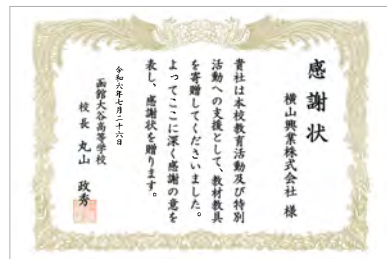 感謝状
横山興業株式会社 様
貴社は本校教育活動及び特別
活動への支援として、教材教具
を寄贈してくださいました。
よってここに深く感謝の意を
表し、感謝状を贈ります。
令和六年七月二十六日
函館大谷高等学校
校長 丸山 政秀